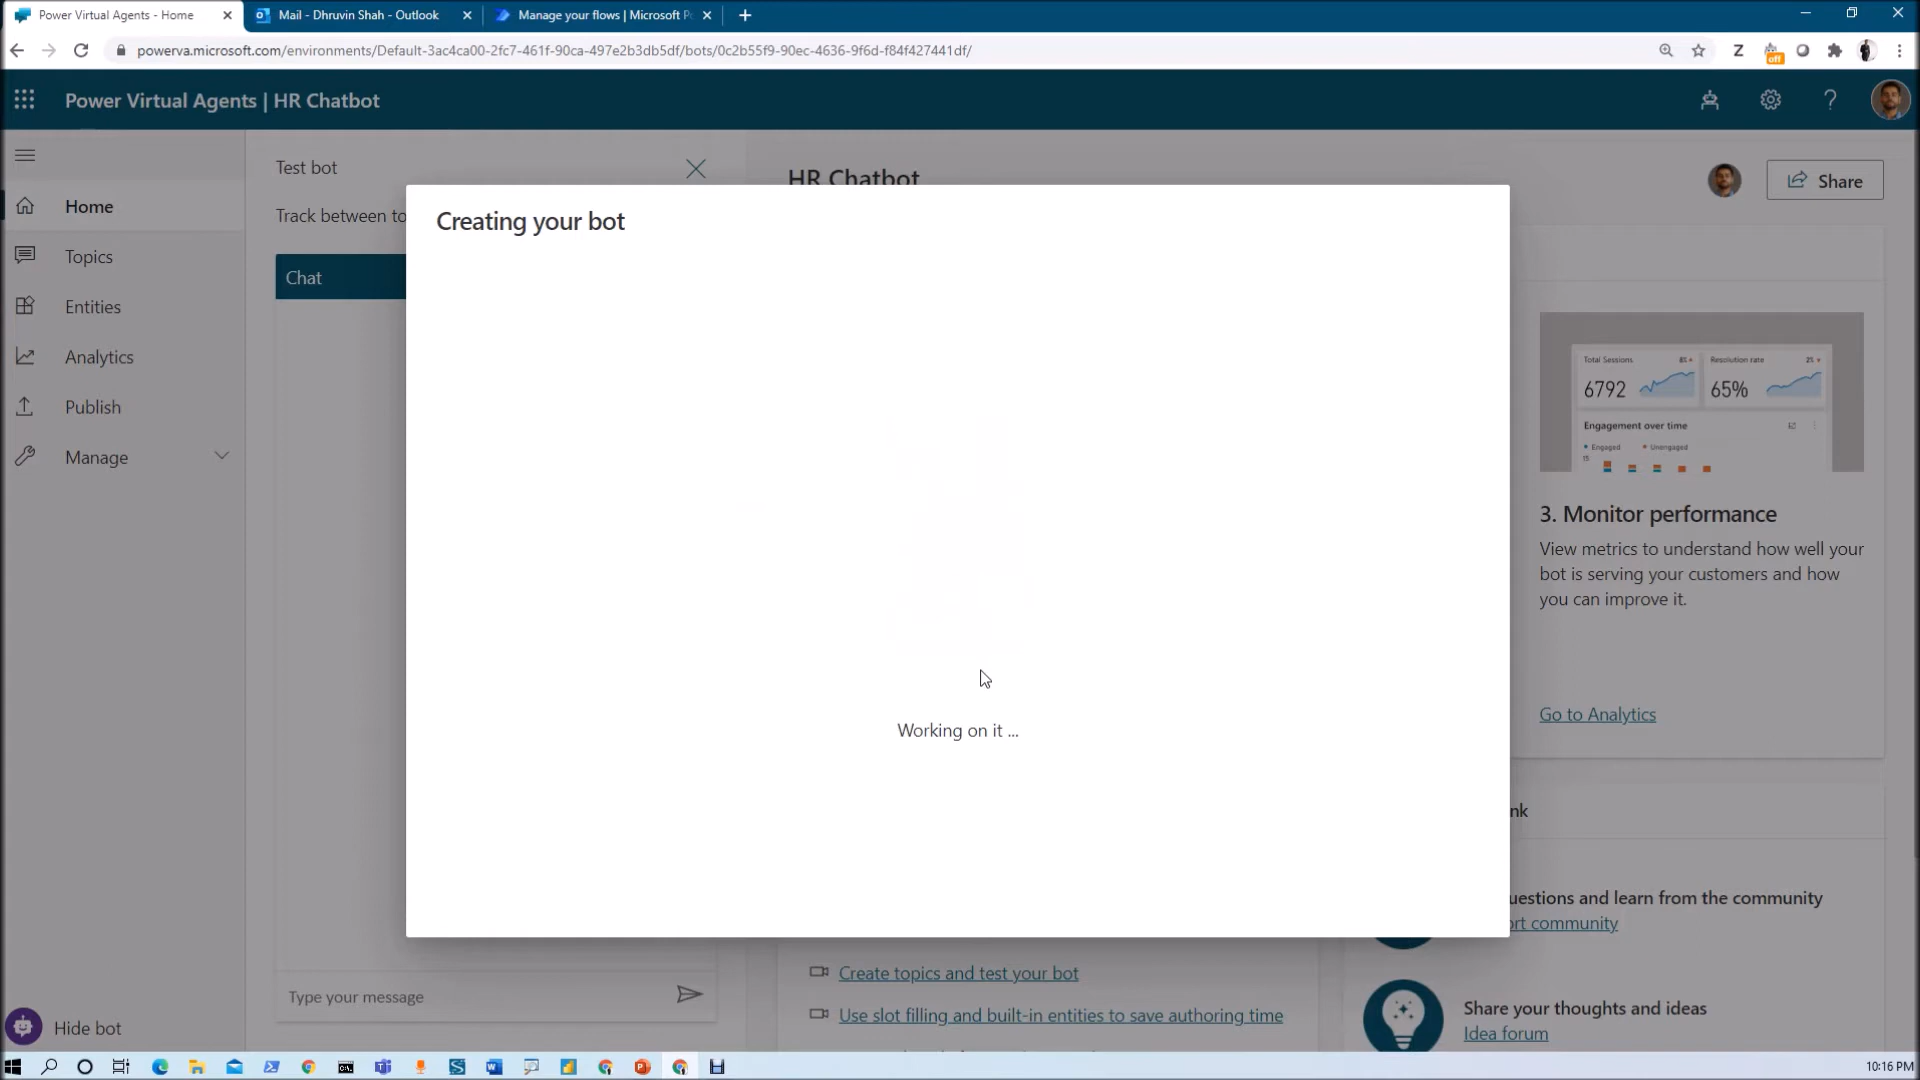 Power Virtual Agents - Home
Mail - Dhruvin Shah - Outlook
Manage your flows | Microsoft P
powerva.microsoft.com/environments/Default-3ac4ca00-2fc7-461f-90ca-497e2b3db5df/bots/0c2b55f9-90ec-4636-9f6d-f84f427441df/
Z
off
Power Virtual Agents | HR Chatbot
?
Home
Topics
Entities
Analytics
Publish
Manage
Hide bot
Test bot
Track between to
Chat
Type your message
HR Chatbot
Share
Creating your bot
Working on it ...
Total Sessions 8%
6792
Resolution rate 2%
65%
Engagement over time
Engaged Unengaged
15
3. Monitor performance
View metrics to understand how well your
bot is serving your customers and how
you can improve it.
Go to Analytics
nk
uestions and learn from the community
ort community
Share your thoughts and ideas
Idea forum
Create topics and test your bot
Use slot filling and built-in entities to save authoring time
10:16 PM